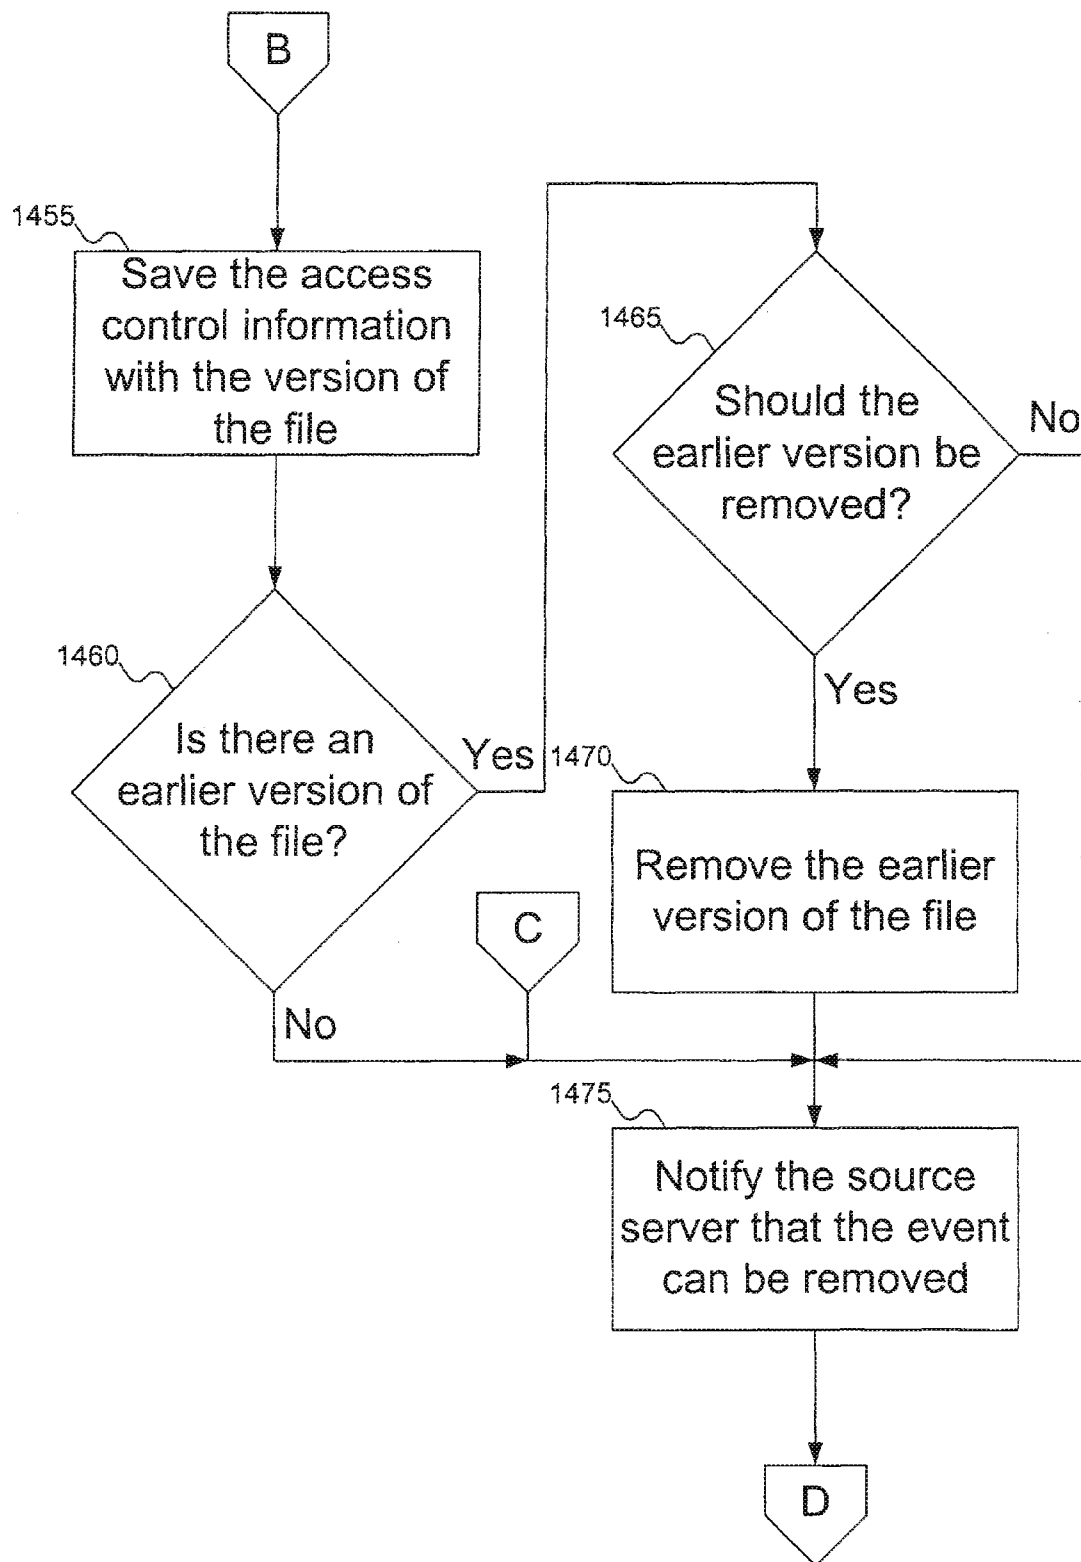 B
1455
Save the access
control information
with the version of
the file
1460
Is there an
earlier version of
the file?
Yes
No
C
1465
Should the
earlier version be
removed?
No
Yes
1470
Remove the earlier
version of the file
1475
Notify the source
server that the event
can be removed
D